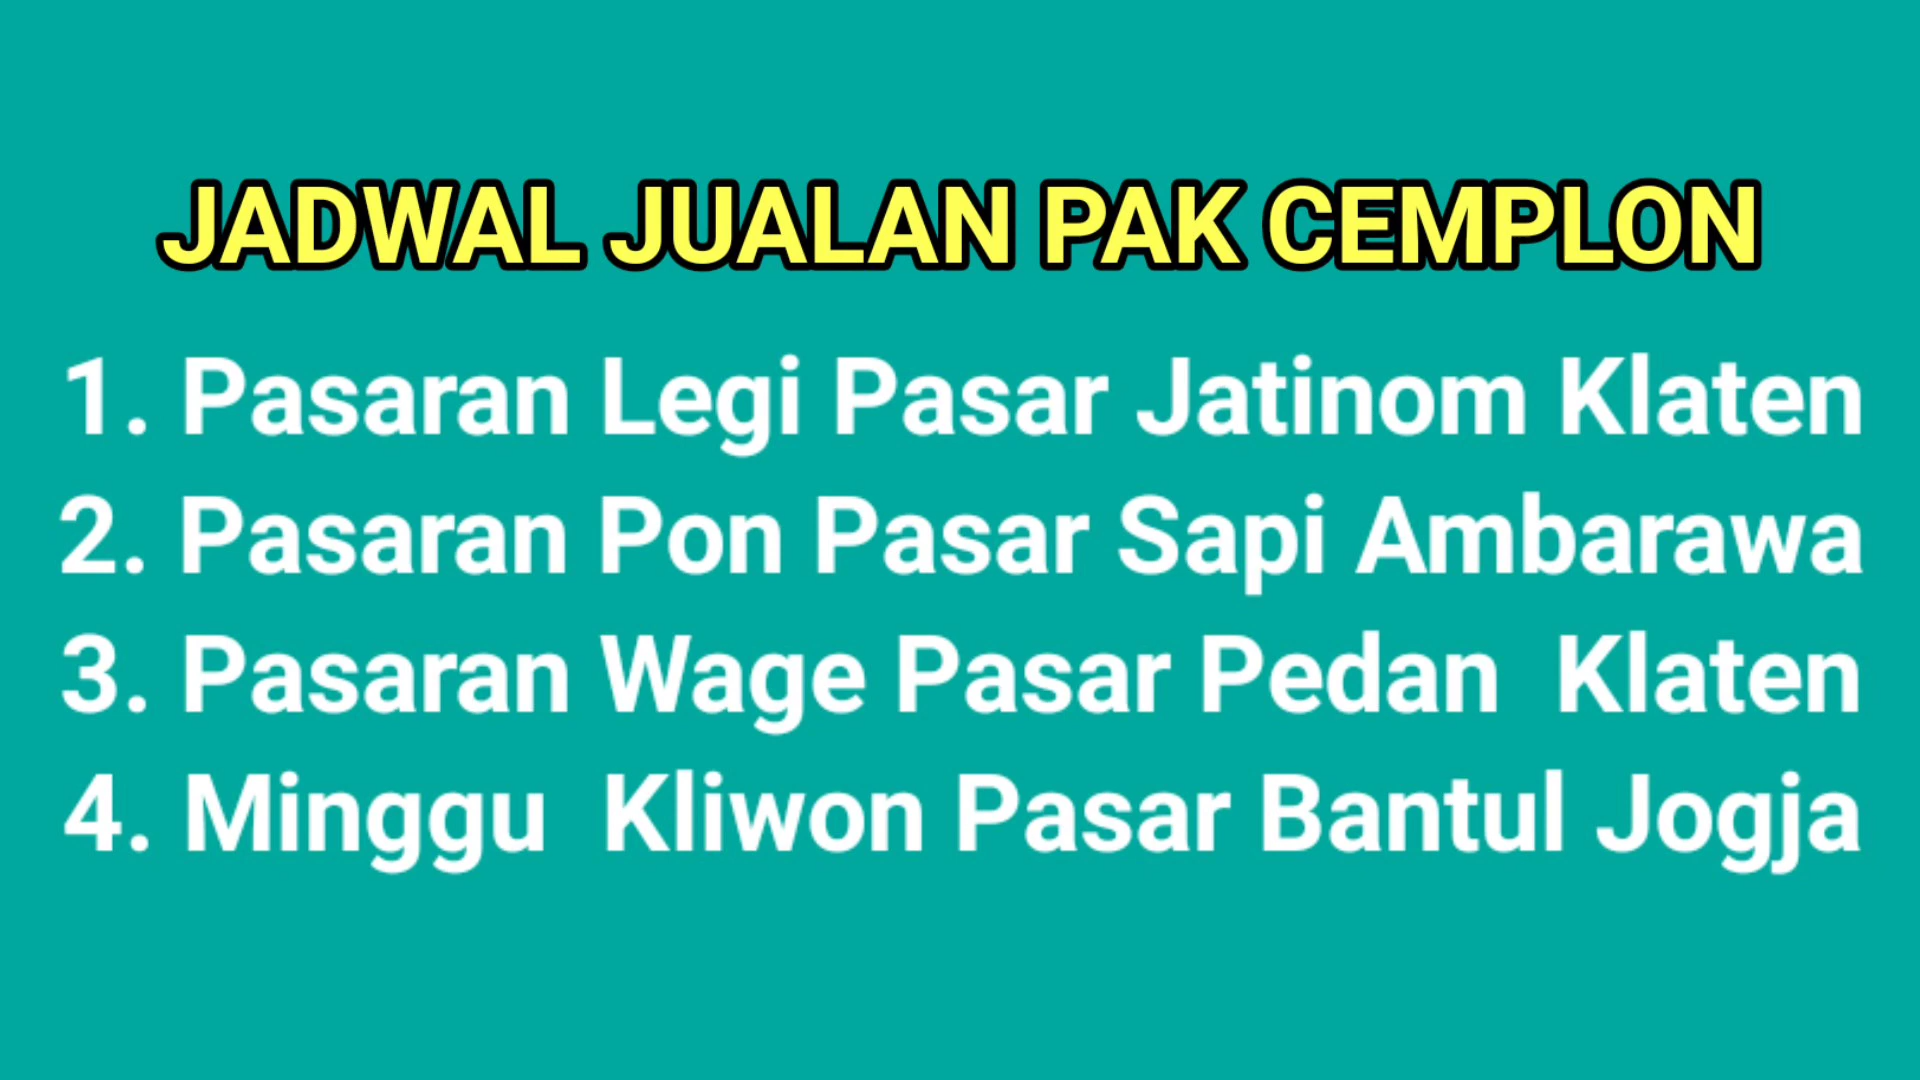 JADWAL JUALAN PAK CEMPLON
1. Pasaran Legi Pasar Jatinom Klaten
2. Pasaran Pon Pasar Sapi Ambarawa
3. Pasaran Wage Pasar Pedan  Klaten
4. Minggu  Kliwon Pasar Bantul Jogja